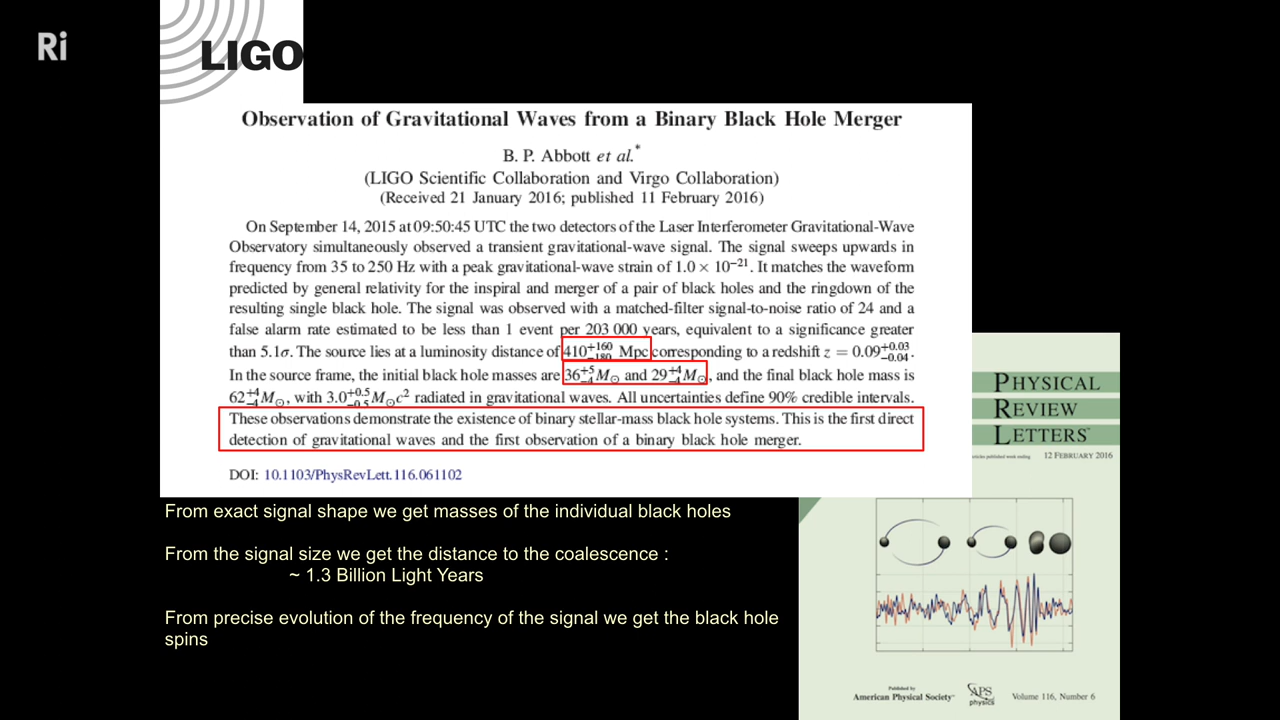 Ri
LIGO
Observation of Gravitational Waves from a Binary Black Hole Merger
B. P. Abbott et al.*
(LIGO Scientific Collaboration and Virgo Collaboration)
(Received 21 January 2016; published 11 February 2016)
On September 14, 2015 at 09:50:45 UTC the two detectors of the Laser Interferometer Gravitational-Wave
Observatory simultaneously observed a transient gravitational-wave signal. The signal sweeps upwards in
frequency from 35 to 250 Hz with a peak gravitational-wave strain of 1.0 × 10⁻²¹. It matches the waveform
predicted by general relativity for the inspiral and merger of a pair of black holes and the ringdown of the
resulting single black hole. The signal was observed with a matched-filter signal-to-noise ratio of 24 and a
false alarm rate estimated to be less than 1 event per 203 000 years, equivalent to a significance greater
than 5.1σ. The source lies at a luminosity distance of 410+160−180 Mpc corresponding to a redshift z = 0.09+0.03−0.04.
In the source frame, the initial black hole masses are 36+5−4M⊙ and 29+4−4M⊙, and the final black hole mass is
62+4−4M⊙, with 3.0+0.5−0.5M⊙c² radiated in gravitational waves. All uncertainties define 90% credible intervals.
These observations demonstrate the existence of binary stellar-mass black hole systems. This is the first direct
detection of gravitational waves and the first observation of a binary black hole merger.
DOI: 10.1103/PhysRevLett.116.061102
From exact signal shape we get masses of the individual black holes
From the signal size we get the distance to the coalescence :
~ 1.3 Billion Light Years
From precise evolution of the frequency of the signal we get the black hole
spins
PHYSICAL
REVIEW
LETTERS™
published week ending 12 FEBRUARY 2016
Published by
American Physical Society™
APS
physics
Volume 116, Number 6